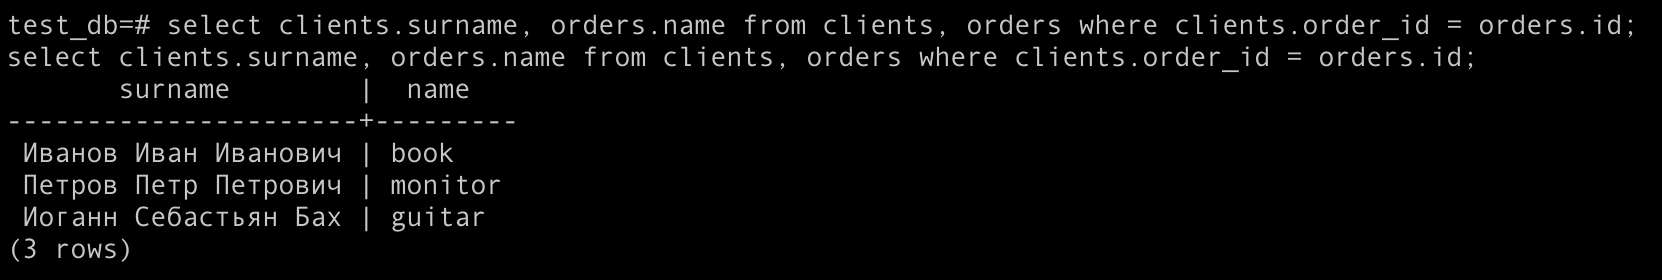 test_db=# select clients.surname, orders.name from clients, orders where clients.order_id = orders.id;
select clients.surname, orders.name from clients, orders where clients.order_id = orders.id;
       surname        |  name
----------------------+---------
 Иванов Иван Иванович | book
 Петров Петр Петрович | monitor
 Иоганн Себастьян Бах | guitar
(3 rows)